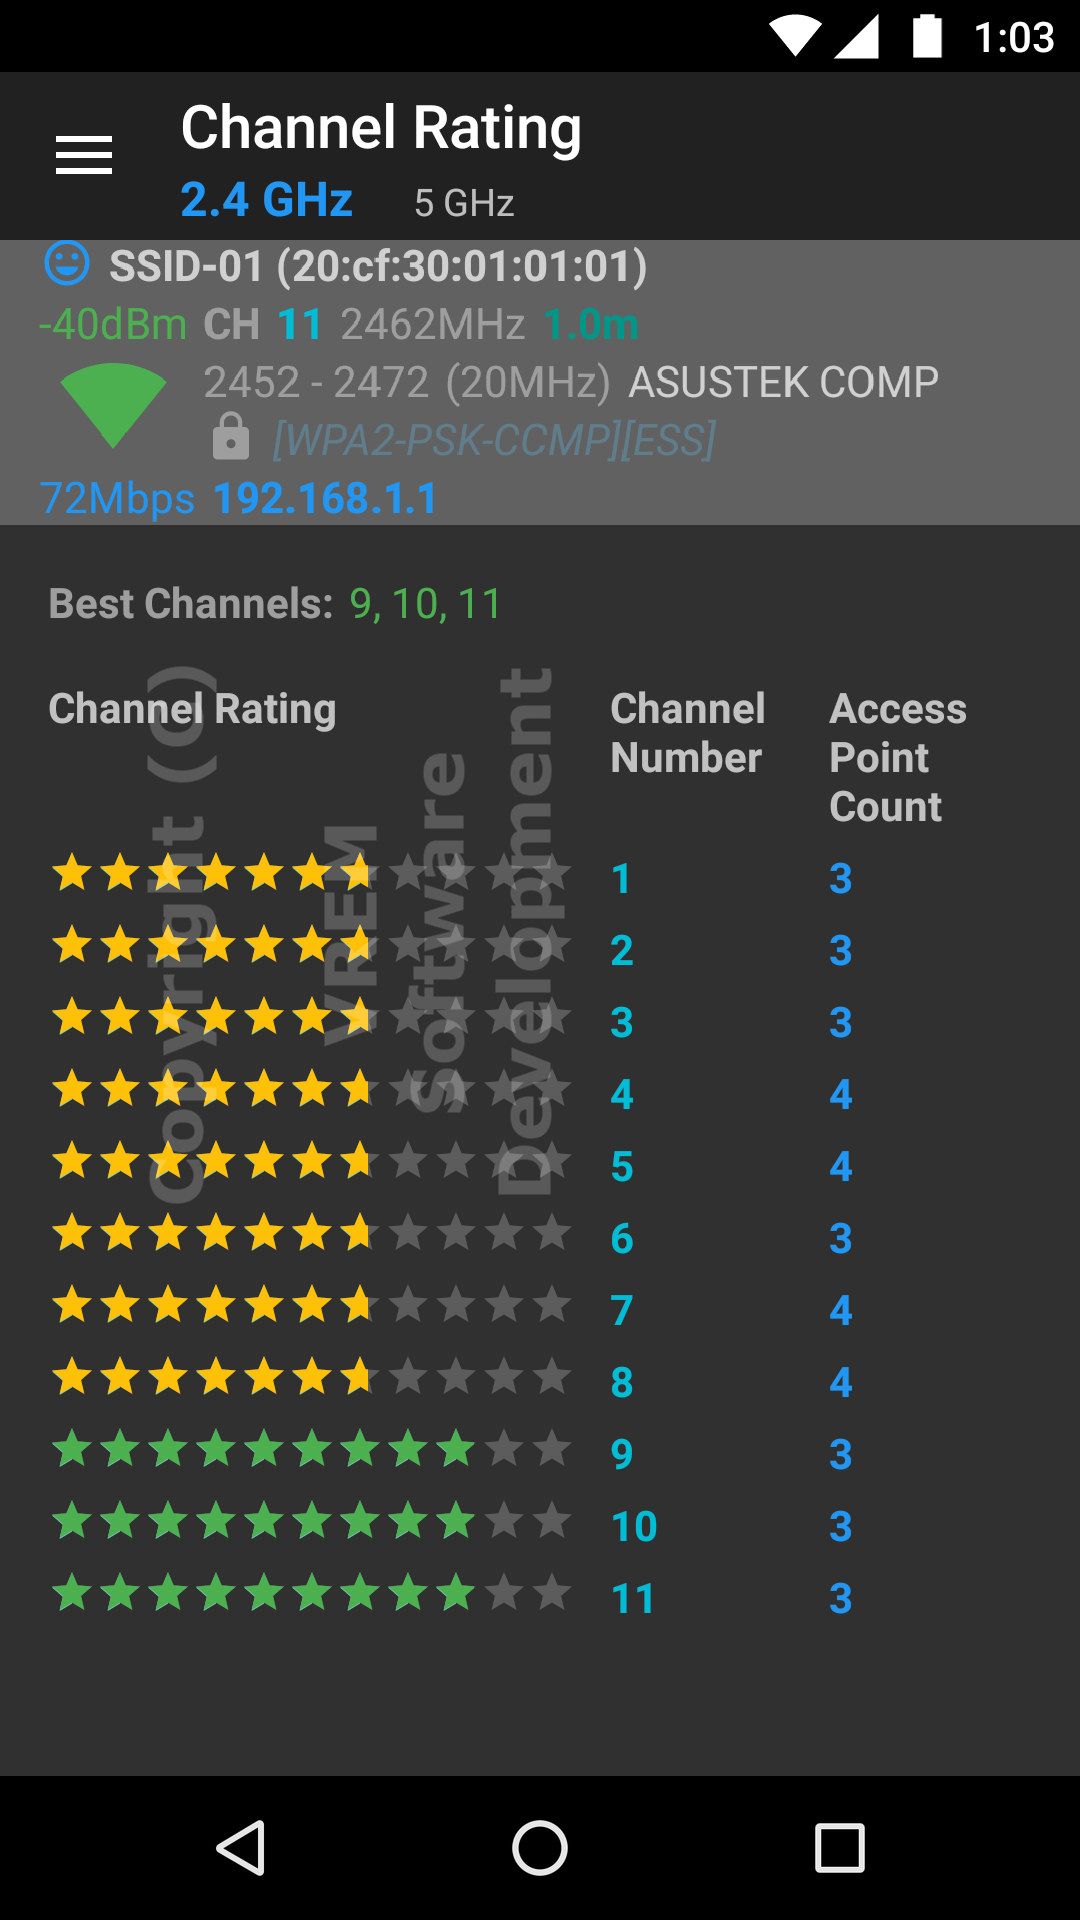 1:03
Channel Rating
2.4 GHz 5 GHz
SSID-01 (20:cf:30:01:01:01)
-40dBm CH 11 2462MHz 1.0m
2452 - 2472 (20MHz) ASUSTEK COMP
[WPA2-PSK-CCMP][ESS]
72Mbps 192.168.1.1
Best Channels: 9, 10, 11
Channel Rating Channel Number Access Point Count
1 3
2 3
3 3
4 4
5 4
6 3
7 4
8 4
9 3
10 3
11 3
Copyright (G)
VREM
Software
Development